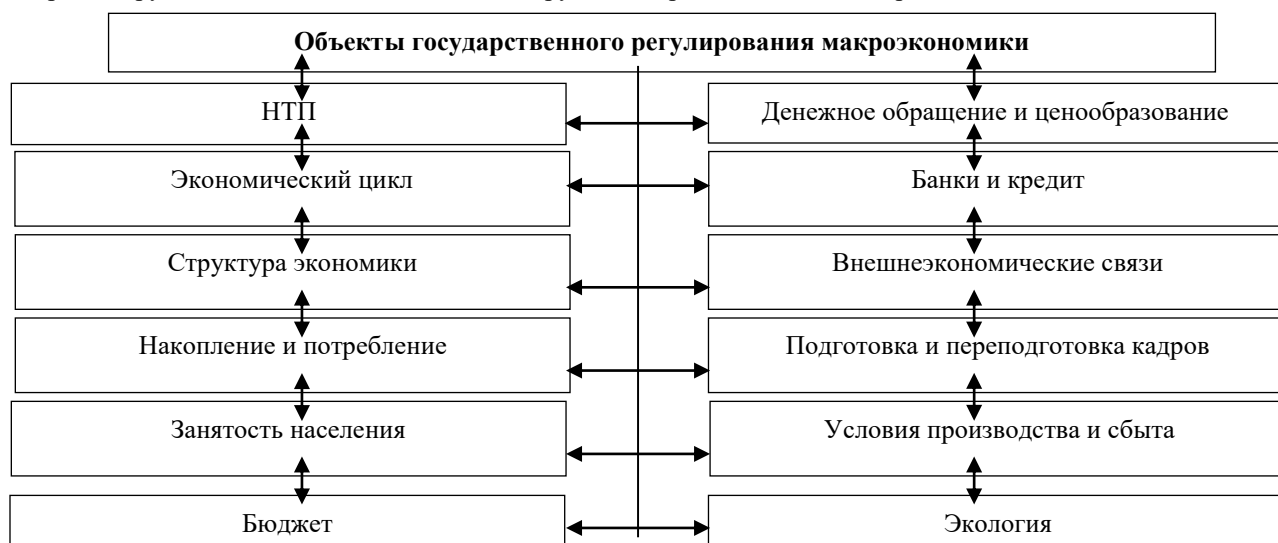 Объекты государственного регулирования макроэкономики
НТП
Денежное обращение и ценообразование
Экономический цикл
Банки и кредит
Структура экономики
Внешнеэкономические связи
Накопление и потребление
Подготовка и переподготовка кадров
Занятость населения
Условия производства и сбыта
Бюджет
Экология